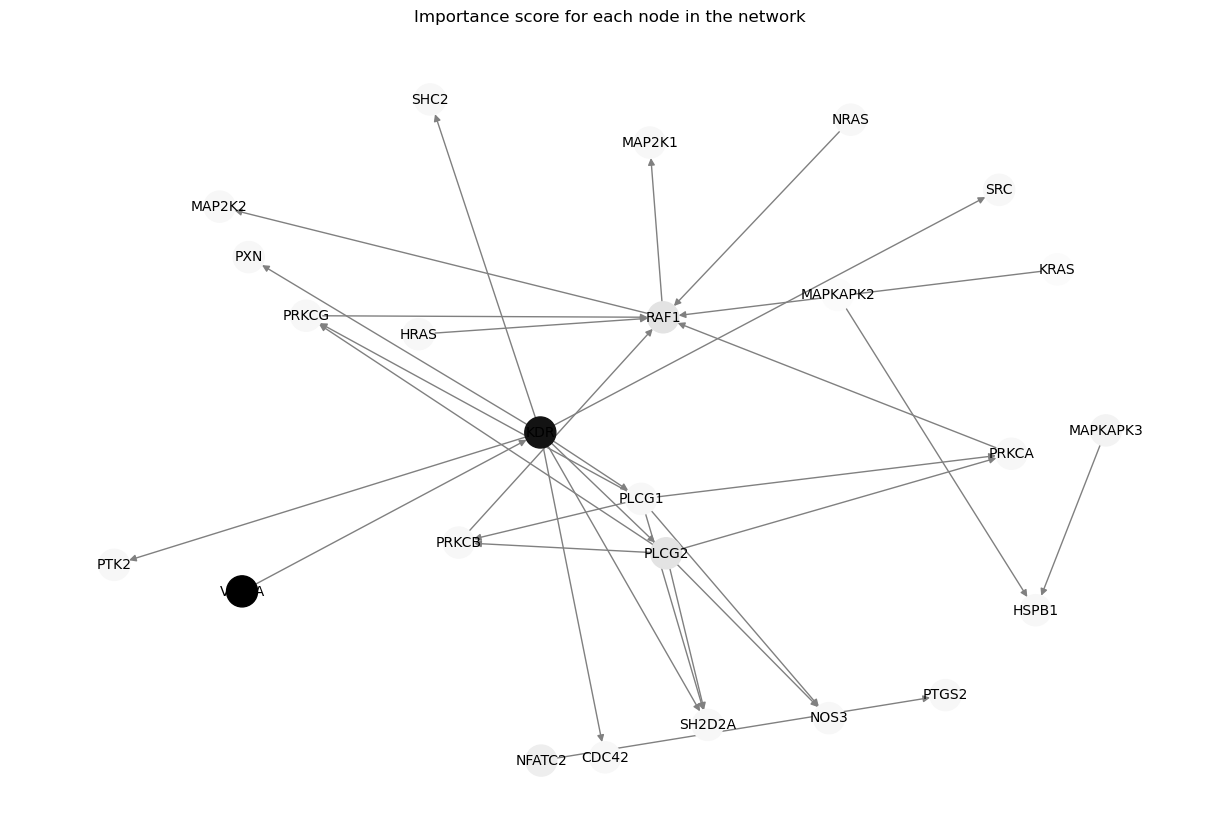 Importance score for each node in the network
SHC2
NRAS
MAP2K1
SRC
MAP2K2
PXN
KRAS
MAPKAPK2
PRKCG
RAF1
HRAS
KDR
MAPKAPK3
PRKCA
PLCG1
PRKCB
PLCG2
PTK2
HSPB1
PTGS2
NOS3
SH2D2A
CDC42
NFATC2